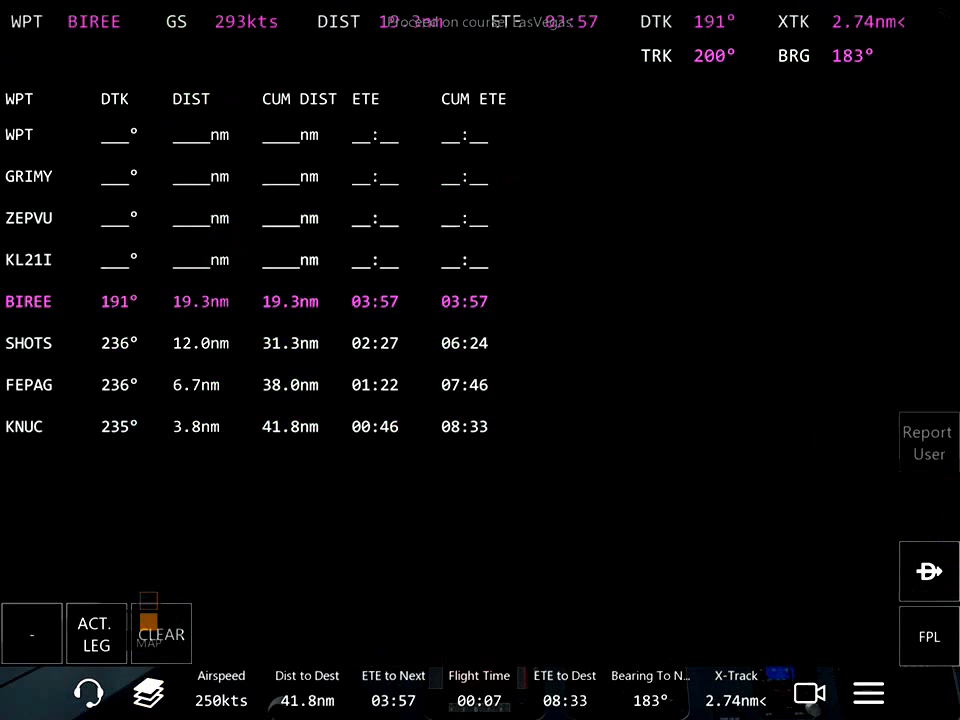 WPT BIREE GS 293kts DIST 19.3nm ETE 03:57 DTK 191° XTK 2.74nm<
TRK 200° BRG 183°
WPT DTK DIST CUM DIST ETE CUM ETE
WPT ___° ____nm ____nm __:__ __:__
GRIMY ___° ____nm ____nm __:__ __:__
ZEPVU ___° ____nm ____nm __:__ __:__
KL21I ___° ____nm ____nm __:__ __:__
BIREE 191° 19.3nm 19.3nm 03:57 03:57
SHOTS 236° 12.0nm 31.3nm 02:27 06:24
FEPAG 236° 6.7nm 38.0nm 01:22 07:46
KNUC 235° 3.8nm 41.8nm 00:46 08:33
Report
User
- ACT.
LEG
CLEAR
MAP
FPL
Airspeed Dist to Dest ETE to Next Flight Time ETE to Dest Bearing To N... X-Track
250kts 41.8nm 03:57 00:07 08:33 183° 2.74nm<